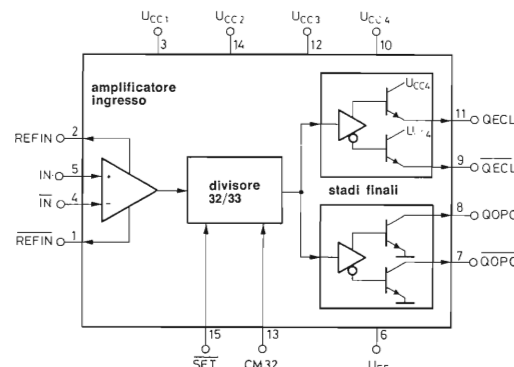 UCC1
UCC2
UCC3
UCC4
3
14
12
10
amplificatore
ingresso
UCC4
2
REFIN
11
QECL
5
IN
4
IN
9
QECL
divisore
32/33
stadi finali
8
QOPC
1
REFIN
7
QOPC
15
13
6
SET
CM32